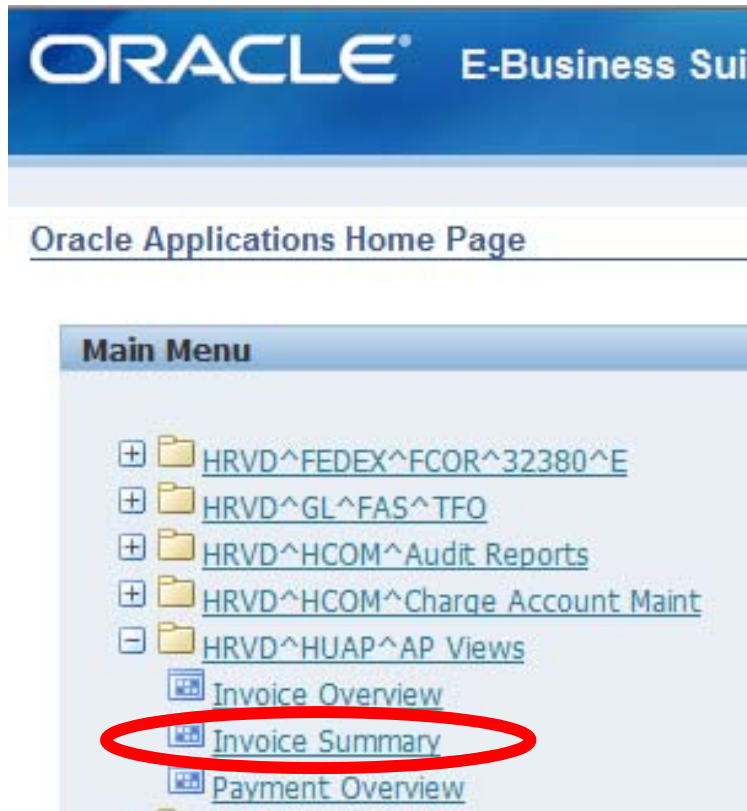 ORACLE E-Business Sui
Oracle Applications Home Page
Main Menu
HRVD^FEDEX^FCOR^32380^E
HRVD^GL^FAS^TFO
HRVD^HCOM^Audit Reports
HRVD^HCOM^Charge Account Maint
HRVD^HUAP^AP Views
Invoice Overview
Invoice Summary
Payment Overview